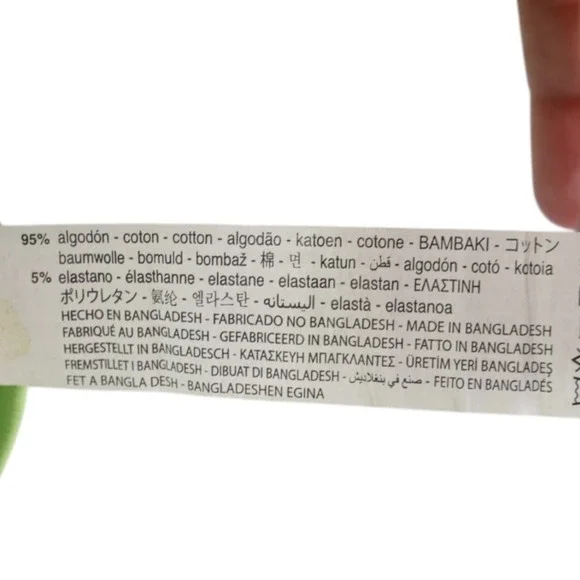 95% algodón - coton - cotton - algodão - katoen - cotone - BAMBAKI - コットン
baumwolle - bomuld - bombaž - 棉 - 면 - katun - قطن - algodón - cotó - kotoia
5% elastano - élasthanne - elastane - elastaan - elastan - ΕΛΑΣΤΙΝΗ
ポリウレタン - 氨纶 - 엘라스탄 - اليستانه - elastà - elastanoa
HECHO EN BANGLADESH - FABRICADO NO BANGLADESH - MADE IN BANGLADESH
FABRIQUÉ AU BANGLADESH - GEFABRICEERD IN BANGLADESH - FATTO IN BANGLADESH
HERGESTELLT IN BANGLADESCH - ΚΑΤΑΣΚΕΥΗ ΜΠΑΓΚΛΑΝΤΕΣ - ÜRETİM YERİ BANGLADEŞ
FREMSTILLET I BANGLADESH - DIBUAT DI BANGLADESH - صنع في بنغلاديش - FEITO EN BANGLADÉS
FET A BANGLA DESH - BANGLADESHEN EGINA